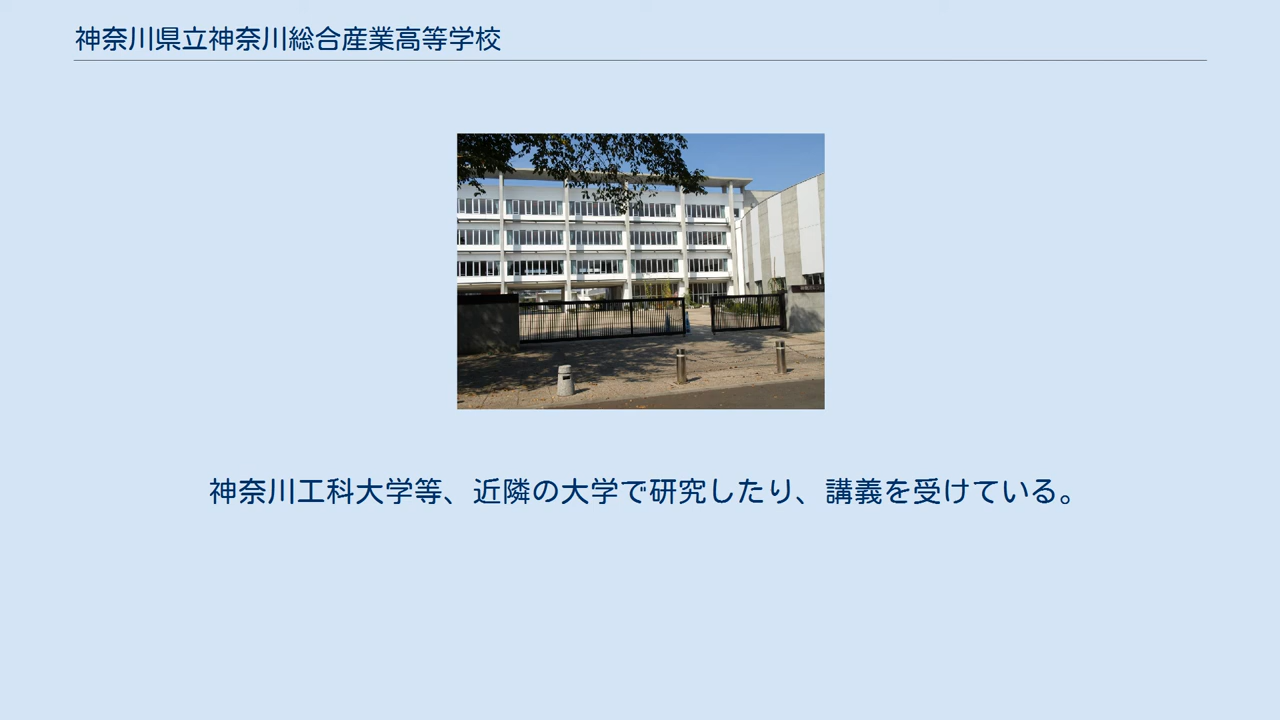 神奈川県立神奈川総合産業高等学校
神奈川工科大学等、近隣の大学で研究したり、講義を受けている。